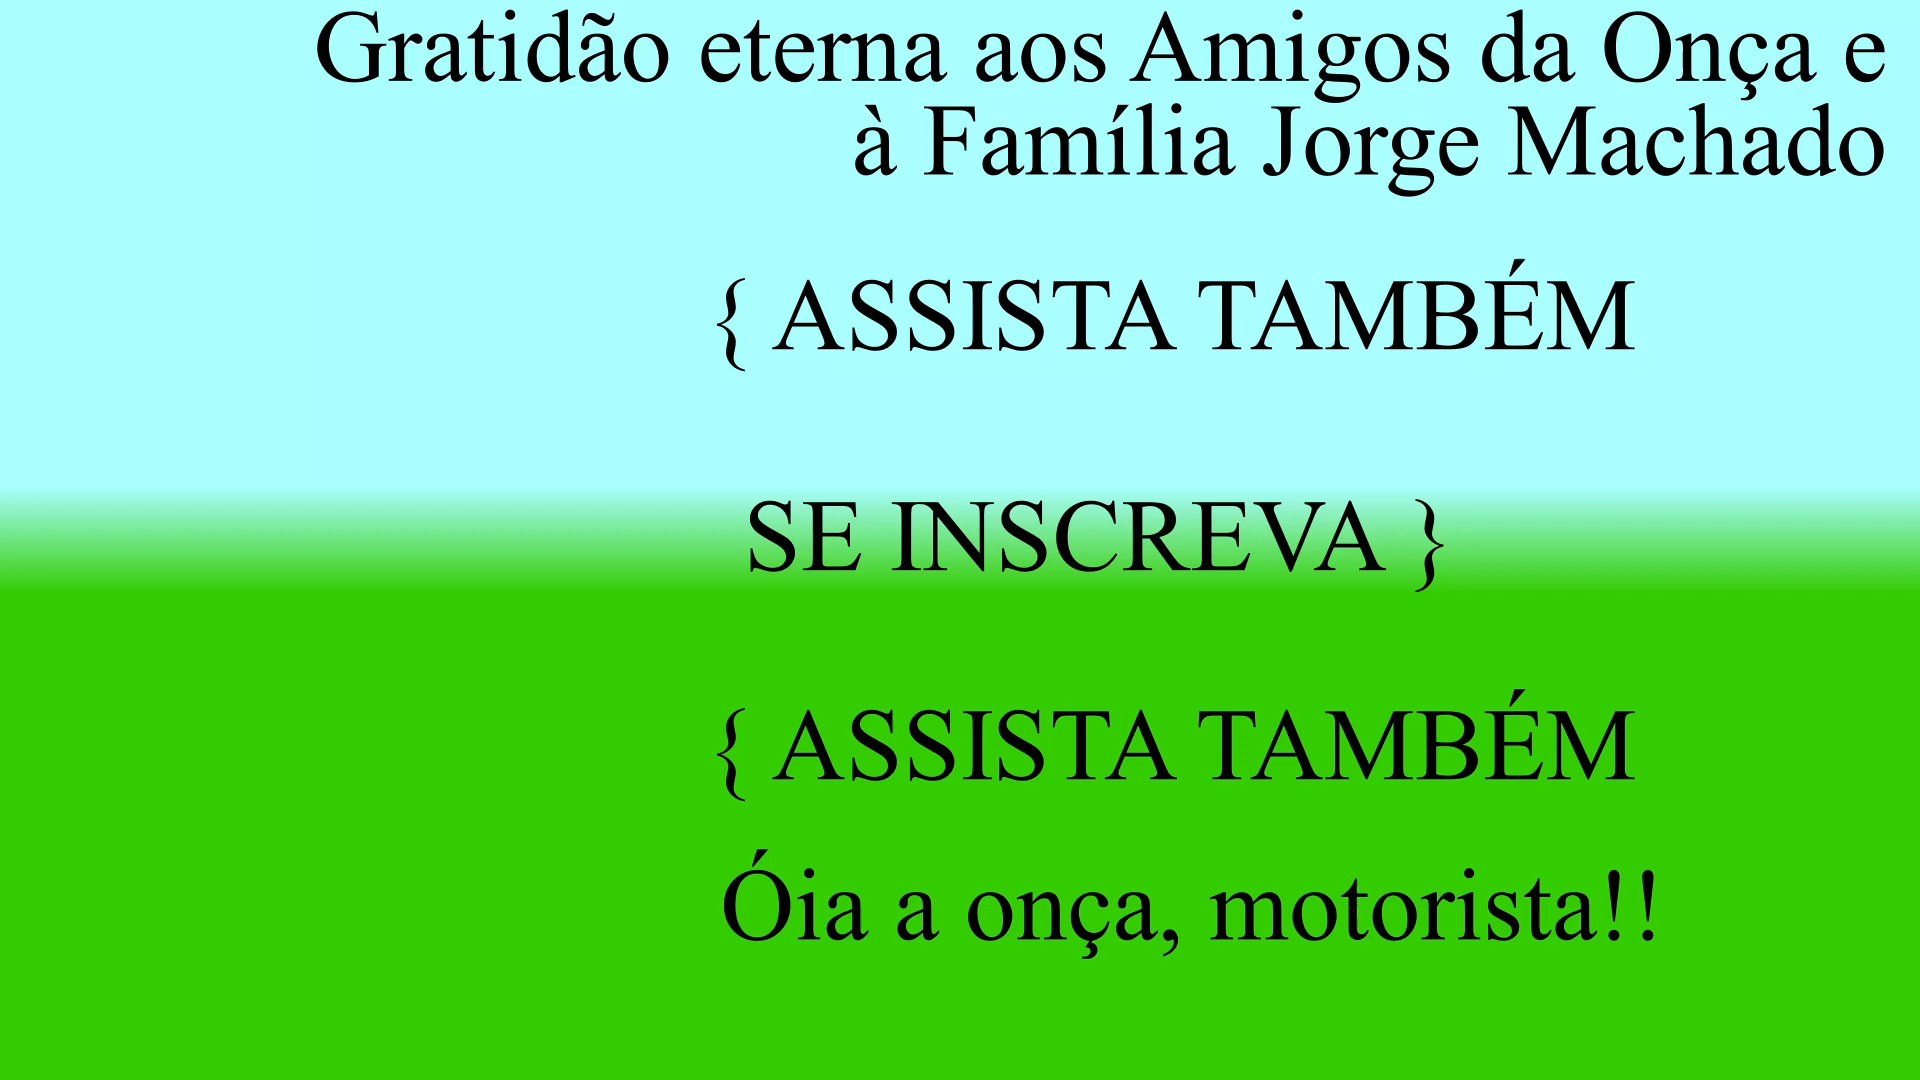 Gratidão eterna aos Amigos da Onça e
à Família Jorge Machado
{ ASSISTA TAMBÉM
SE INSCREVA }
{ ASSISTA TAMBÉM
Óia a onça, motorista!!